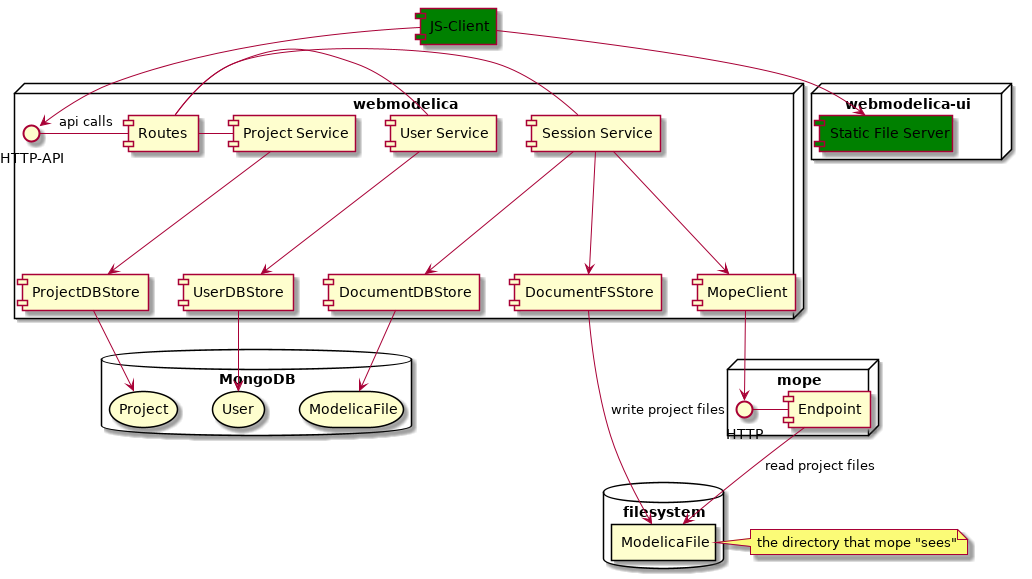 JS-Client
webmodelica
webmodelica-ui
api calls
Routes
Project Service
User Service
Session Service
Static File Server
HTTP-API
ProjectDBStore
UserDBStore
DocumentDBStore
DocumentFSStore
MopeClient
MongoDB
mope
Project
User
ModelicaFile
write project files
Endpoint
HTTP
read project files
filesystem
ModelicaFile
the directory that mope "sees"